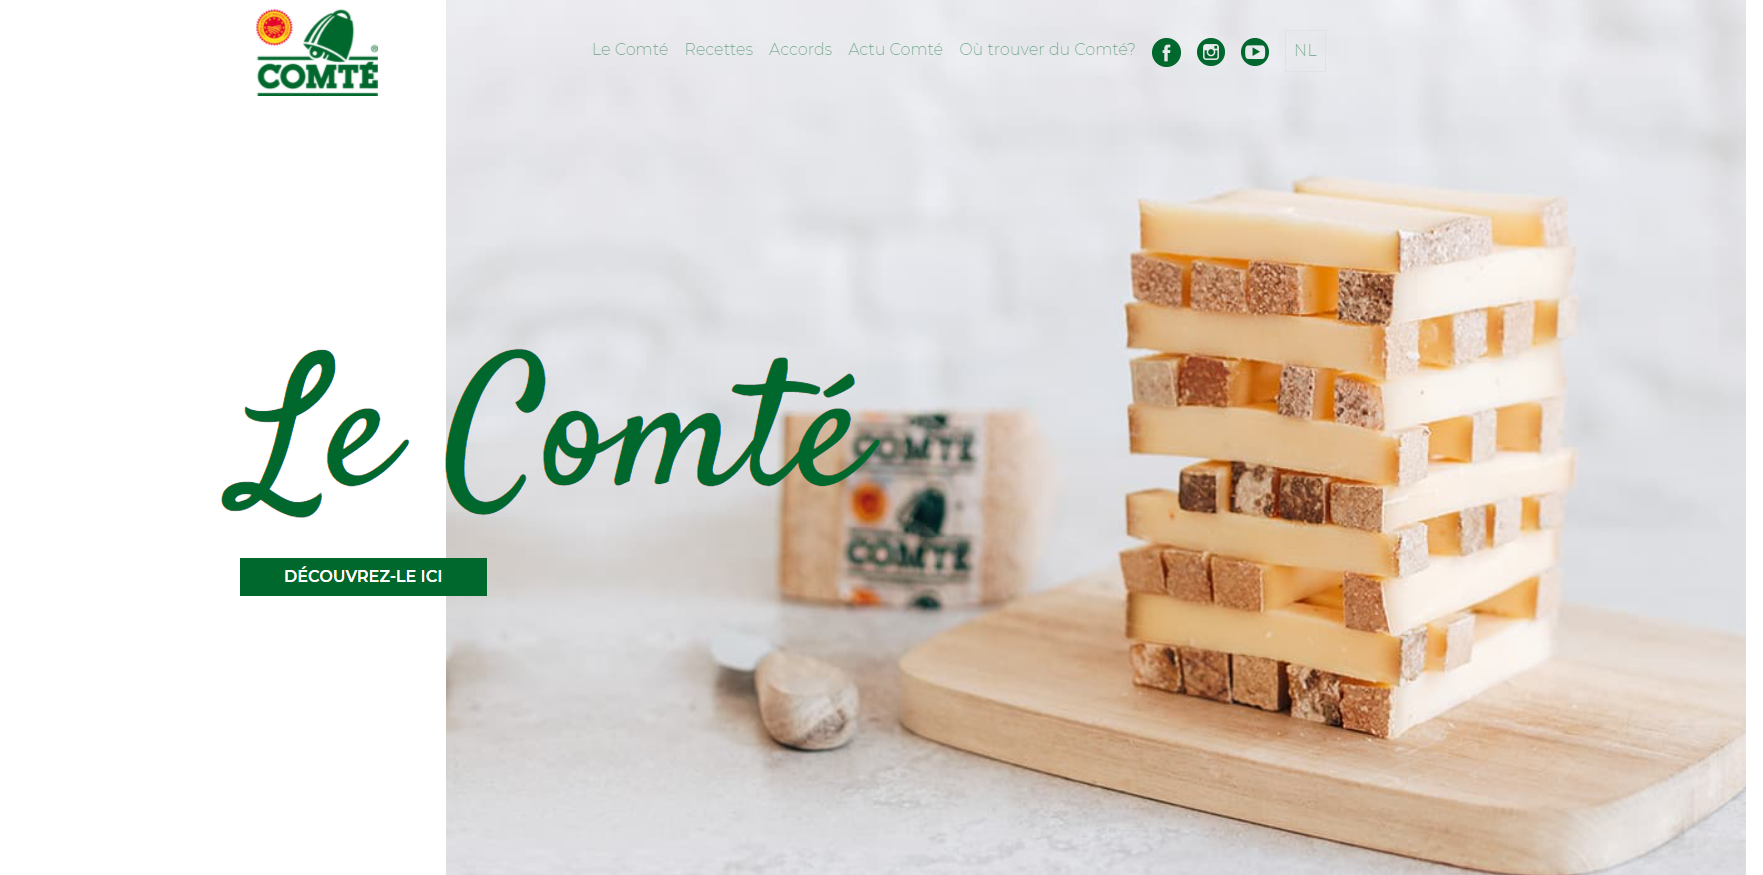 COMTÉ
®
Le Comté Recettes Accords Actu Comté Où trouver du Comté? NL
Le Comté
COMTÉ
COMTÉ
DÉCOUVREZ-LE ICI